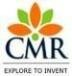 CMR
EXPLORE TO INVENT